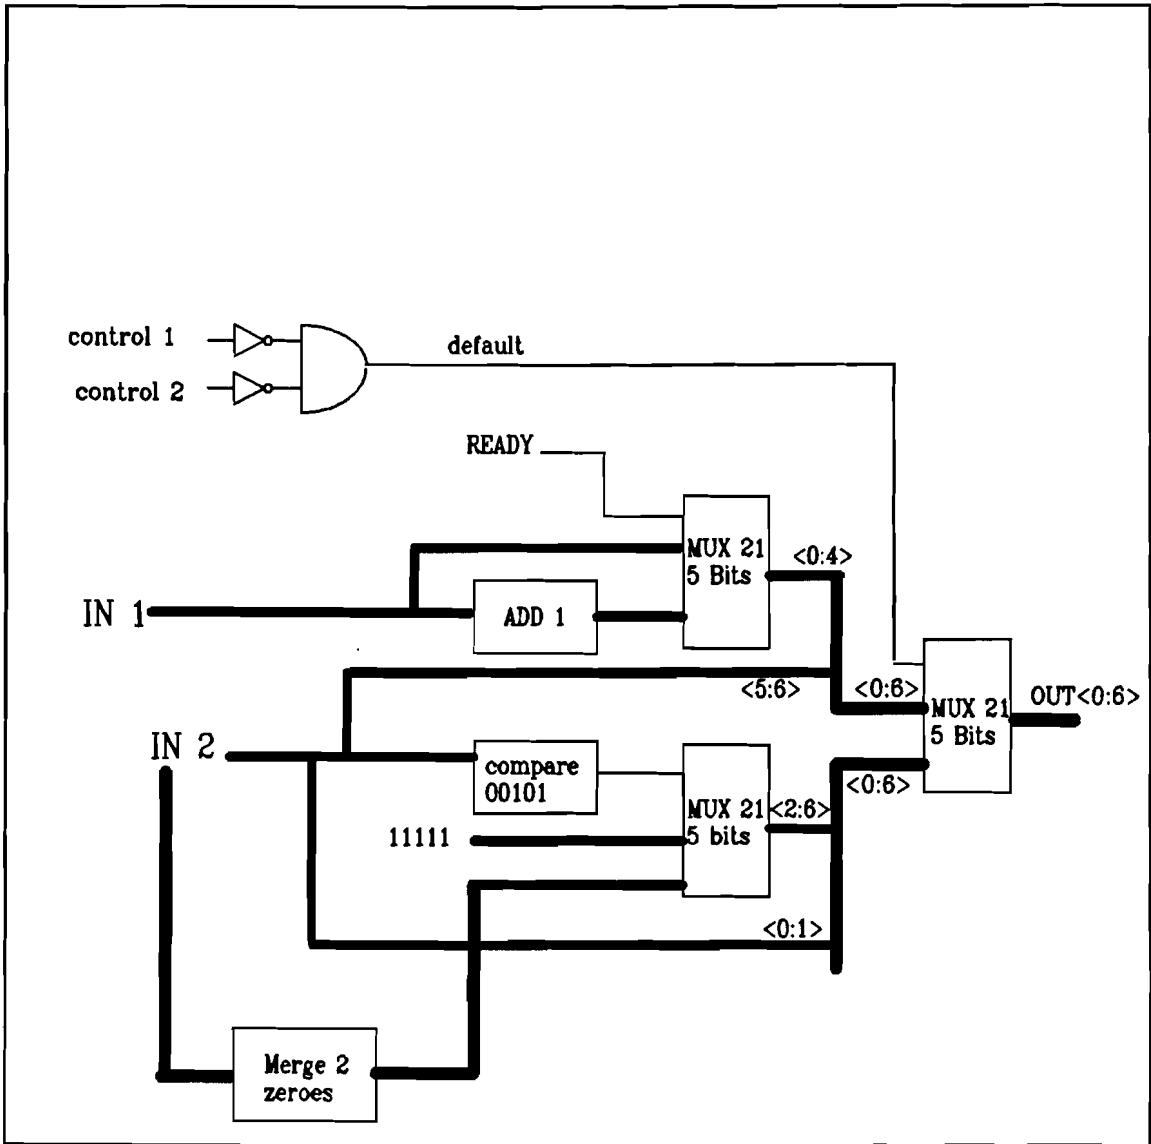 control 1
default
control 2
READY
MUX 21
5 Bits
<0:4>
IN 1
ADD 1
<5:6>
<0:6>
MUX 21
5 Bits
OUT<0:6>
IN 2
compare
00101
<0:6>
MUX 21
5 bits
<2:6>
11111
<0:1>
Merge 2
zeroes